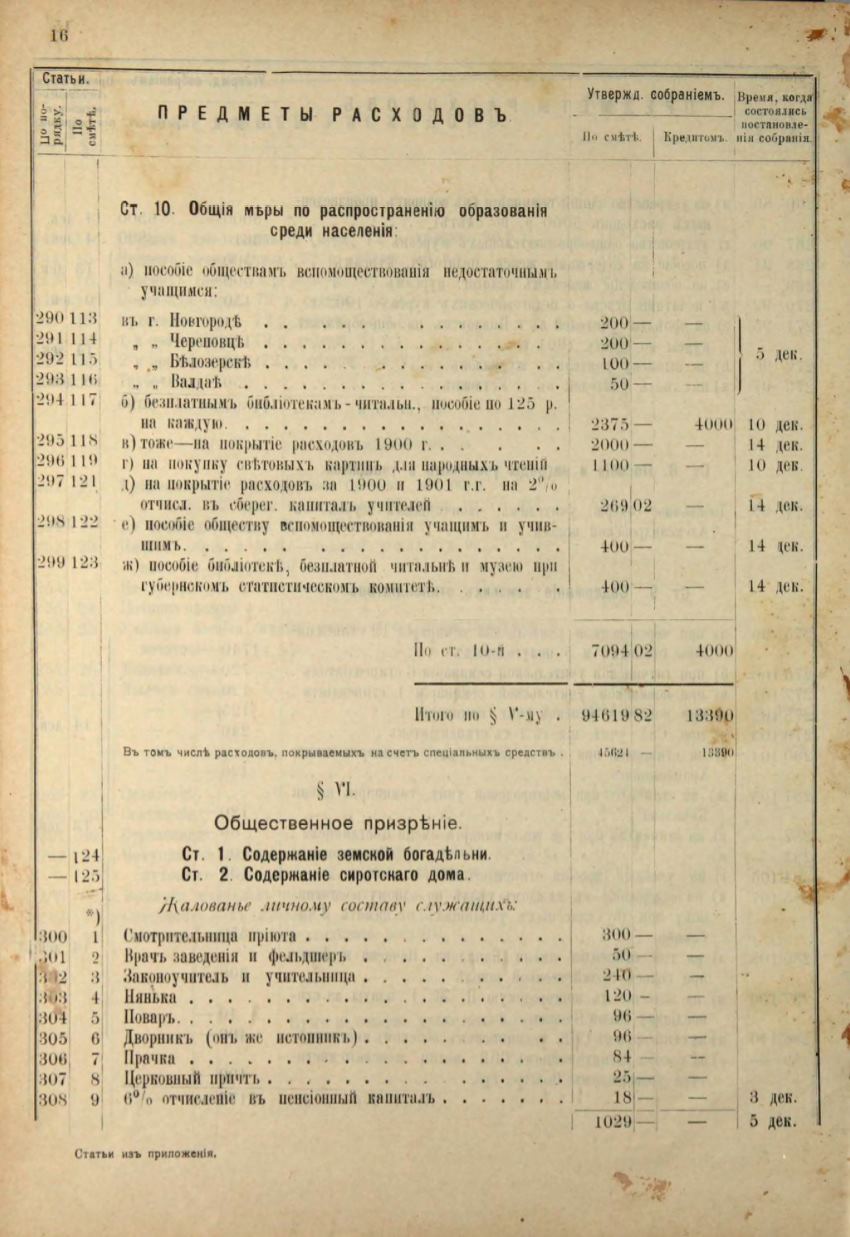 16
Статьи.
По по-
рядку.
По
смѣтѣ.
ПРЕДМЕТЫ РАСХОДОВЪ
Утвержд. собраніемъ.
По смѣтѣ.
Кредитомъ.
Время, когда
состоялись
постановле-
нія собранія.
Ст. 10. Общія мѣры по распространенію образованія
среди населенія:
а) пособіе обществамъ вспомоществованія недостаточнымъ
учащимся:
290 113 въ г. Новгородѣ . . . . . . . . . . . . . 200 — —
291 114 „ „ Череповцѣ . . . . . . . . . . . . . 200 — —
292 115 „ „ Бѣлозерскѣ . . . . . . . . . . . . . 100 — — 5 дек.
293 116 „ „ Валдаѣ . . . . . . . . . . . . . 50 — —
294 117 б) безплатнымъ библіотекамъ-читальн., пособіе по 125 р.
на каждую. . . . . . . . . . . . . 2375 — 4000 10 дек.
295 118 в) тоже—на покрытіе расходовъ 1900 г. . . . . . 2000 — — 14 дек.
296 119 г) на покупку свѣтовыхъ картинъ для народныхъ чтеній 1100 — — 10 дек.
297 121 д) на покрытіе расходовъ за 1900 и 1901 г.г. на 2%
отчисл. въ сберег. капиталъ учителей . . . . . . 269 02 — 14 дек.
298 122 е) пособіе обществу вспомоществованія учащимъ и учив-
шимъ. . . . . . . . . . . . . 400 — — 14 дек.
299 123 ж) пособіе библіотекѣ, безплатной читальнѣ и музею при
губернскомъ статистическомъ комитетѣ. . . . . . 400 — — 14 дек.
По ст. 10-й . . . 7094 02 4000
Итого по § V-му . 94619 82 13390
Въ томъ числѣ расходовъ, покрываемыхъ на счетъ спеціальныхъ средствъ . 45621 — 13390
§ VI.
Общественное призрѣніе.
— 124 Ст. 1. Содержаніе земской богадѣльни.
— 125 Ст. 2. Содержаніе сиротскаго дома.
*) Жалованье личному составу служащихъ:
300 1 Смотрительница пріюта . . . . . . . . . . . . . 300 — —
301 2 Врачъ заведенія и фельдшеръ . . . . . . . . . . 50 — —
302 3 Законоучитель и учительница . . . . . . . . . . 240 — —
303 4 Нянька . . . . . . . . . . . . . 120 — —
304 5 Поваръ. . . . . . . . . . . . . 96 — —
305 6 Дворникъ (онъ же истопникъ) . . . . . . . . 96 — —
306 7 Прачка . . . . . . . . . . . . . 84 — —
307 8 Церковный причтъ . . . . . . . . . . . . . 25 — —
308 9 6% отчисленіе въ пенсіонный капиталъ . . . . . . . 18 — — 3 дек.
1029 — — 5 дек.
Статьи изъ приложенія.